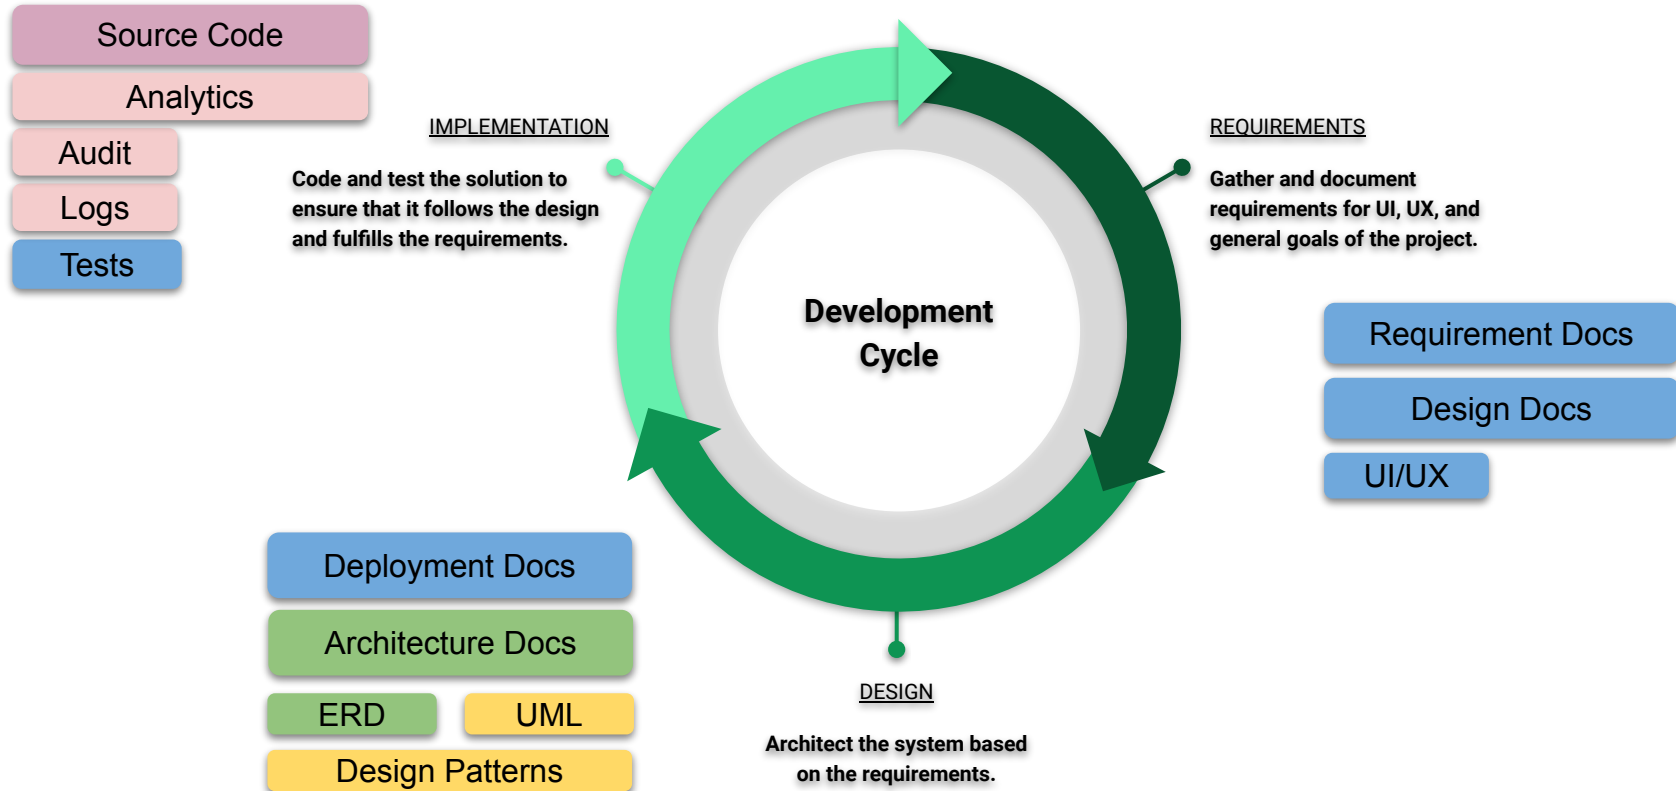 Source Code
Analytics
Audit
Logs
Tests
IMPLEMENTATION
Code and test the solution to
ensure that it follows the design
and fulfills the requirements.
REQUIREMENTS
Gather and document
requirements for UI, UX, and
general goals of the project.
Development
Cycle
Requirement Docs
Design Docs
UI/UX
Deployment Docs
Architecture Docs
ERD
UML
Design Patterns
DESIGN
Architect the system based
on the requirements.